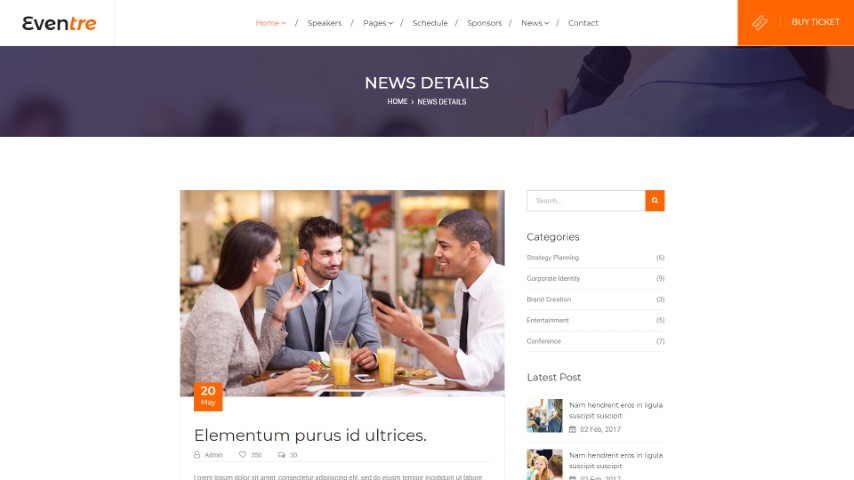 Eventre
Home / Speakers / Pages / Schedule / Sponsors / News / Contact
BUY TICKET
NEWS DETAILS
HOME > NEWS DETAILS
20
May
Elementum purus id ultrices.
Admin 350 30
Lorem ipsum dolor sit amet, consectetur adipisicing elit, sed do eiusm tempor incididunt ut labore
Search...
Categories
Strategy Planning (6)
Corporate Identity (9)
Brand Creation (3)
Entertainment (5)
Conference (7)
Latest Post
Nam hendrerit eros in ligula
suscipit suscipit
02 Feb, 2017
Nam hendrerit eros in ligula
suscipit suscipit
02 Feb, 2017